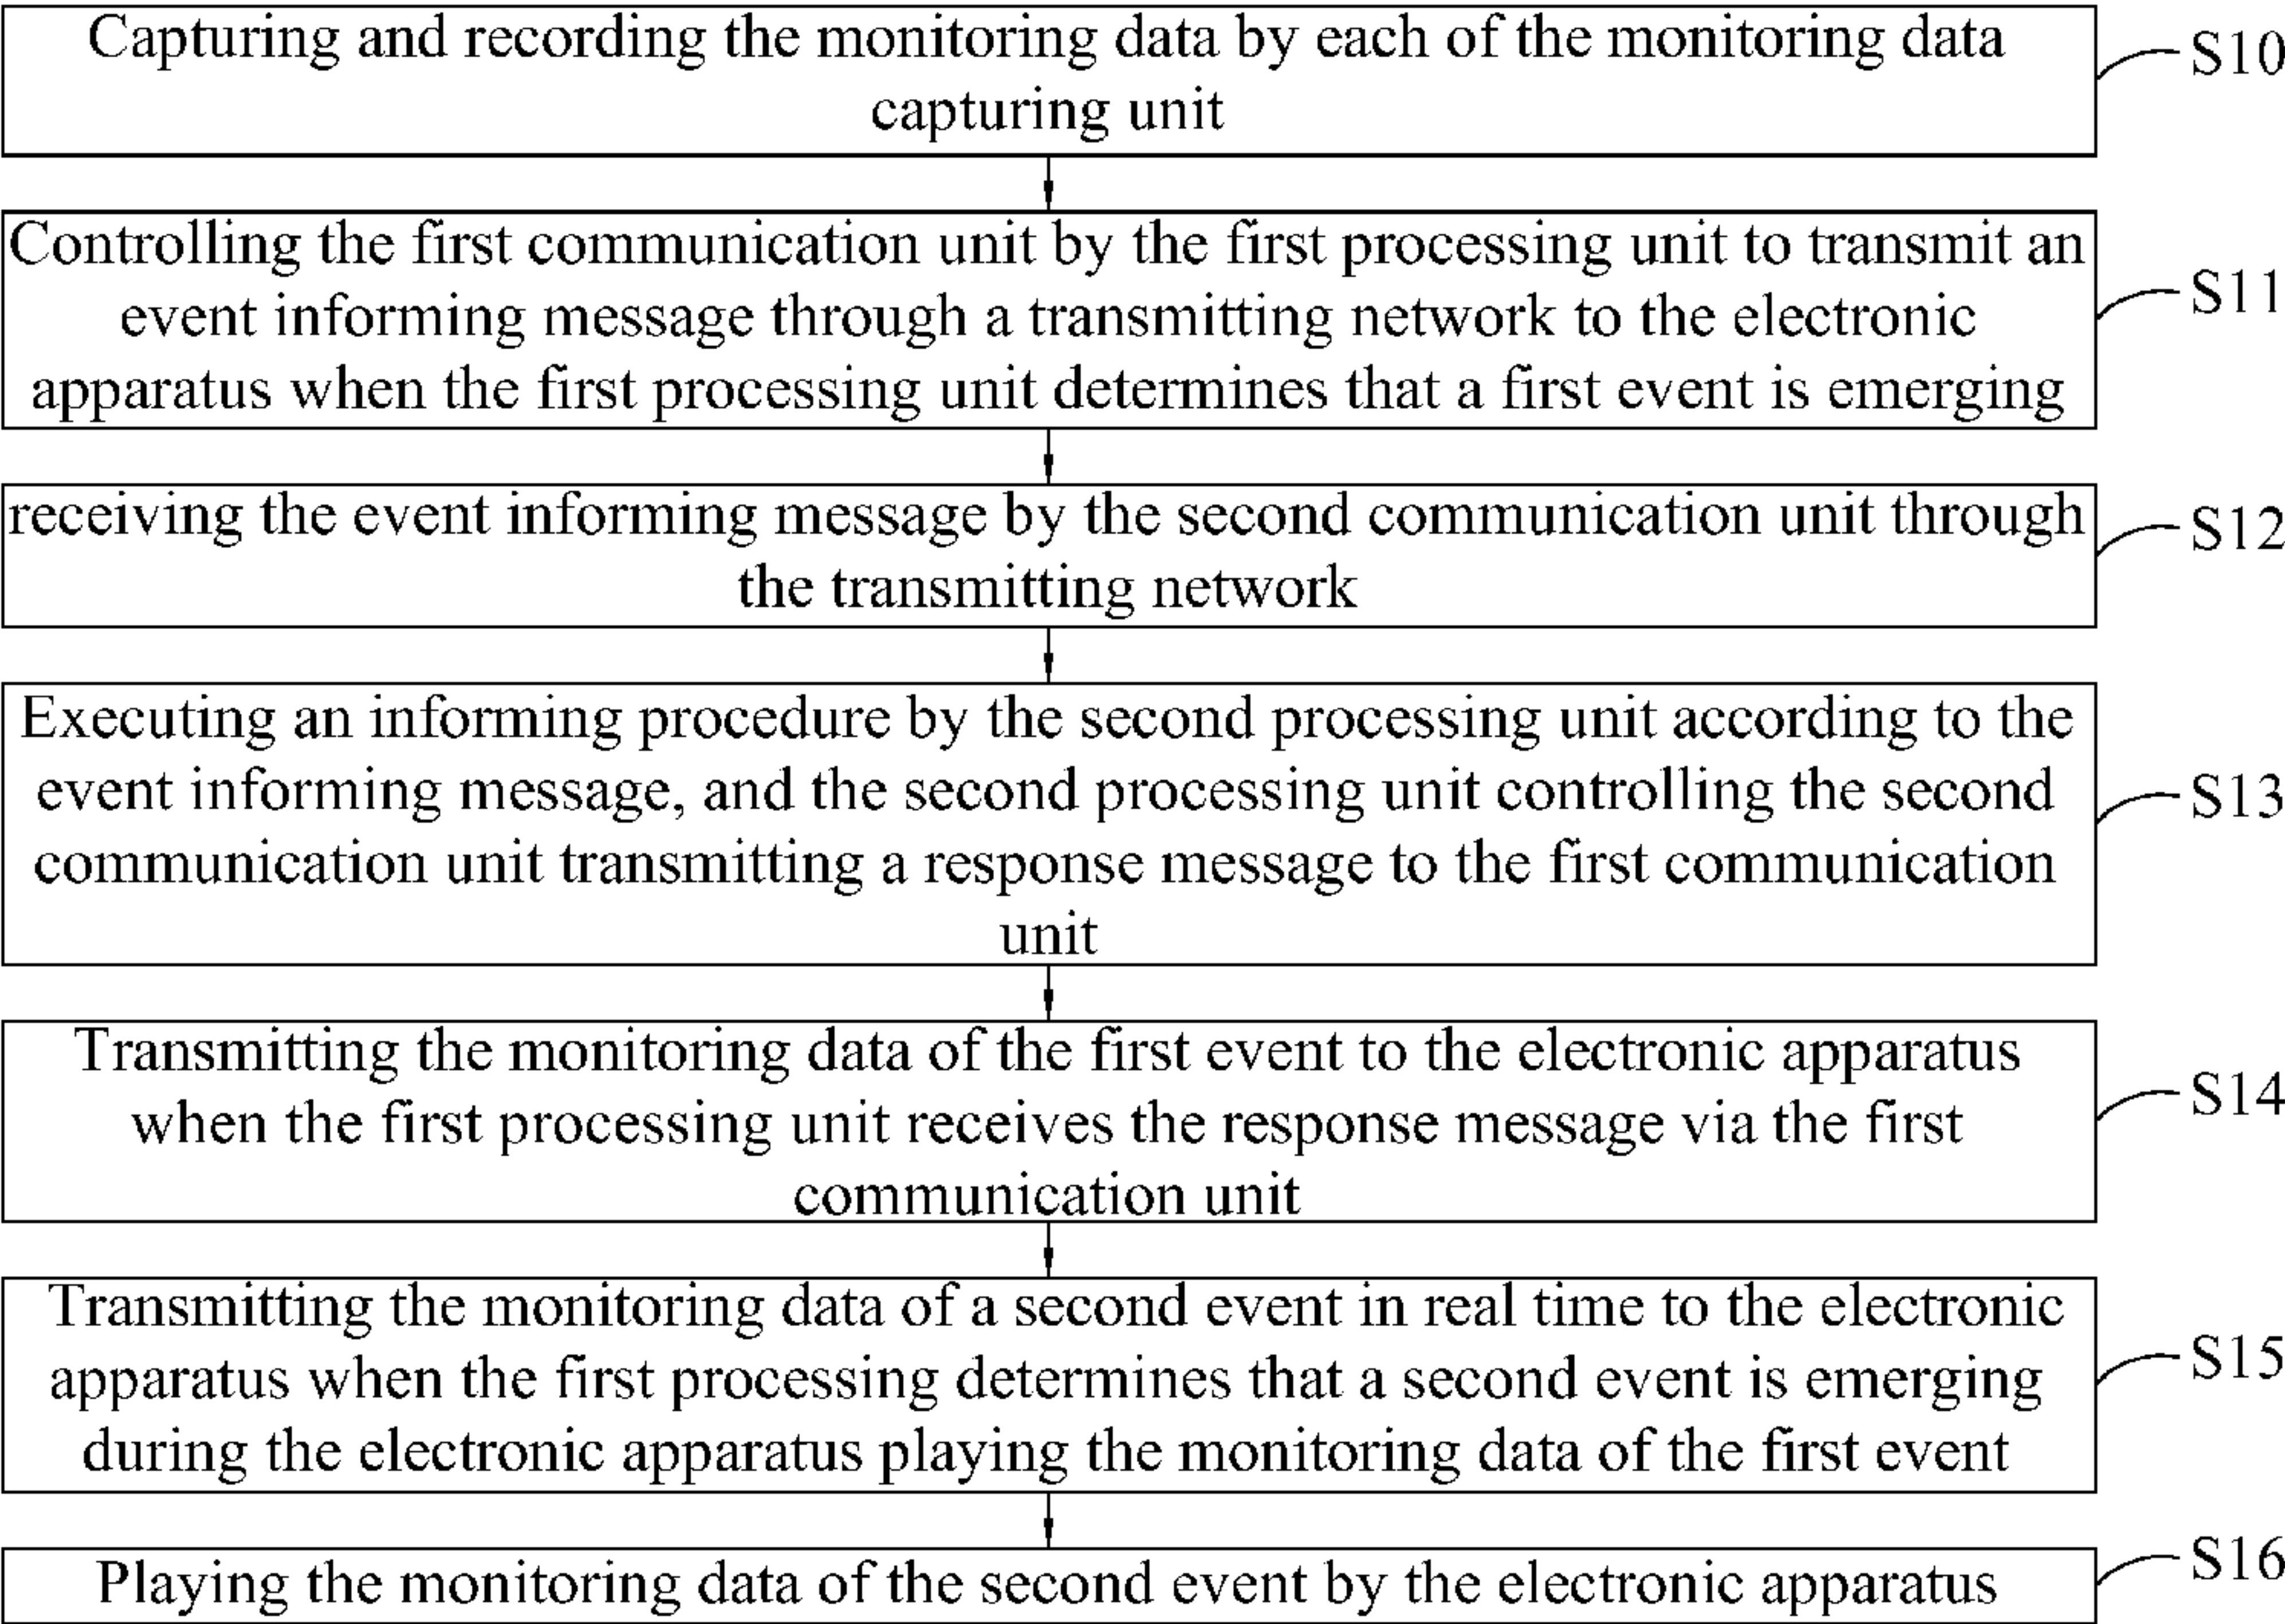 Capturing and recording the monitoring data by each of the monitoring data
capturing unit
S10
Controlling the first communication unit by the first processing unit to transmit an
event informing message through a transmitting network to the electronic
apparatus when the first processing unit determines that a first event is emerging
S11
receiving the event informing message by the second communication unit through
the transmitting network
S12
Executing an informing procedure by the second processing unit according to the
event informing message, and the second processing unit controlling the second
communication unit transmitting a response message to the first communication
unit
S13
Transmitting the monitoring data of the first event to the electronic apparatus
when the first processing unit receives the response message via the first
communication unit
S14
Transmitting the monitoring data of a second event in real time to the electronic
apparatus when the first processing determines that a second event is emerging
during the electronic apparatus playing the monitoring data of the first event
S15
Playing the monitoring data of the second event by the electronic apparatus
S16